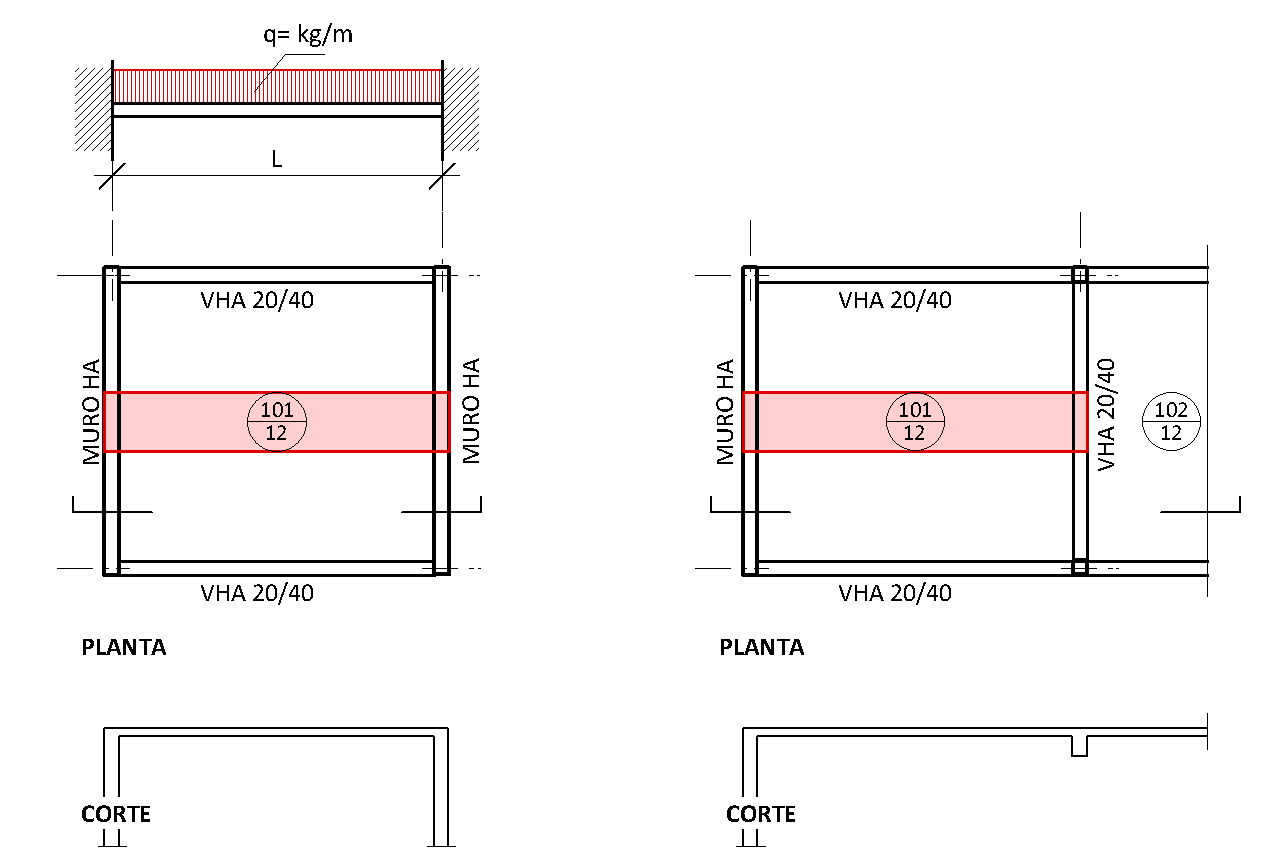 q= kg/m
L
VHA 20/40
MURO HA
101
12
MURO HA
VHA 20/40
PLANTA
CORTE
VHA 20/40
MURO HA
101
12
VHA 20/40
102
12
VHA 20/40
PLANTA
CORTE